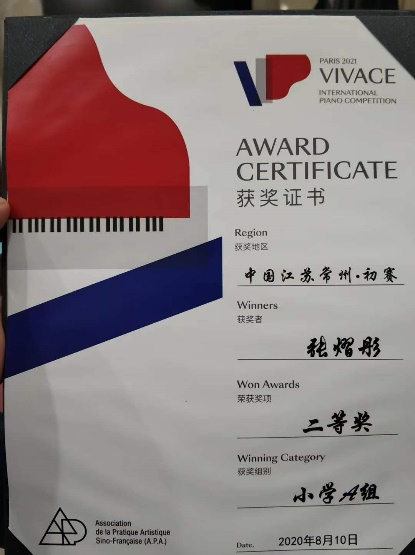 PARIS 2021
VIVACE
INTERNATIONAL
PIANO COMPETITION
AWARD
CERTIFICATE
获奖证书
Region
获奖地区
中国江苏常州·初赛
Winners
获奖者
张熠彤
Won Awards
荣获奖项
二等奖
Winning Category
获奖组别
小学A组
Association
de la Pratique Artistique
Sino-Française (A.P.A.)
Date.
2020年8月10日